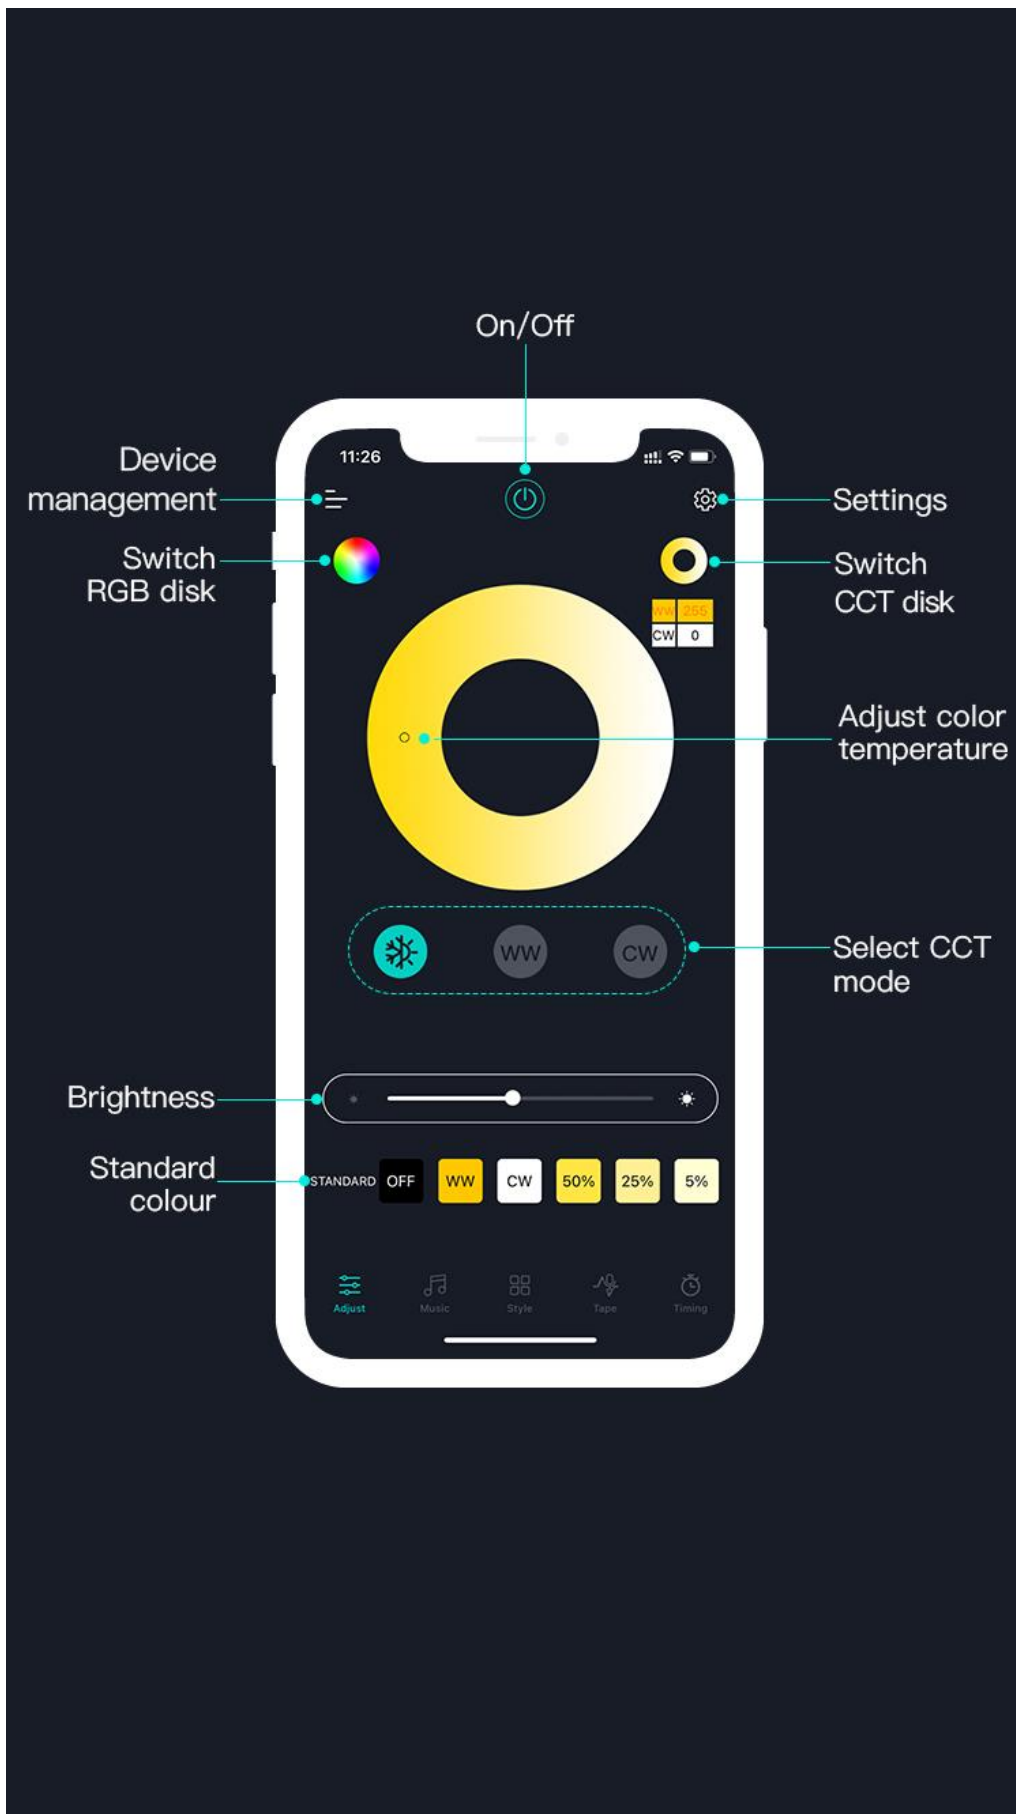 On/Off
11:26
Device
management
Settings
Switch
RGB disk
Switch
CCT disk
WW 255
CW 0
Adjust color
temperature
WW
CW
Select CCT
mode
Brightness
Standard
colour
STANDARD OFF WW CW 50% 25% 5%
Adjust Music Style Tape Timing